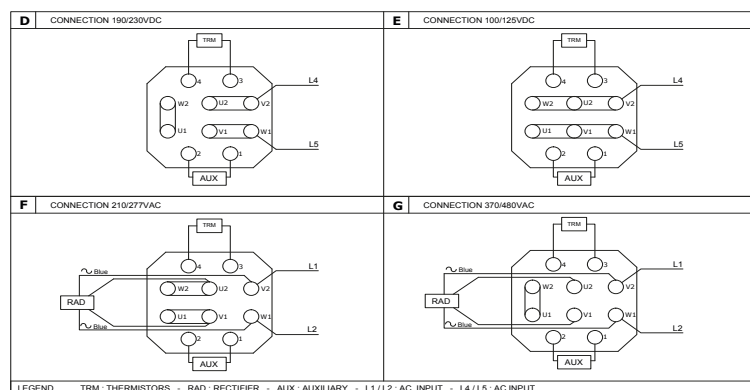 D CONNECTION 190/230VDC
TRM
4 3
L4
W2 U2 V2
U1 V1 W1
L5
2 1
AUX
E CONNECTION 100/125VDC
TRM
4 3
L4
W2 U2 V2
U1 V1 W1
L5
2 1
AUX
F CONNECTION 210/277VAC
TRM
4 3
L1
Blue
W2 U2 V2
RAD
U1 V1 W1
Blue
L2
2 1
AUX
G CONNECTION 370/480VAC
TRM
4 3
L1
Blue
W2 U2 V2
RAD
U1 V1 W1
Blue
L2
2 1
AUX
LEGEND TRM : THERMISTORS - RAD : RECTIFIER - AUX : AUXILIARY - L1 / L2 : AC INPUT - L4 / L5 : AC INPUT